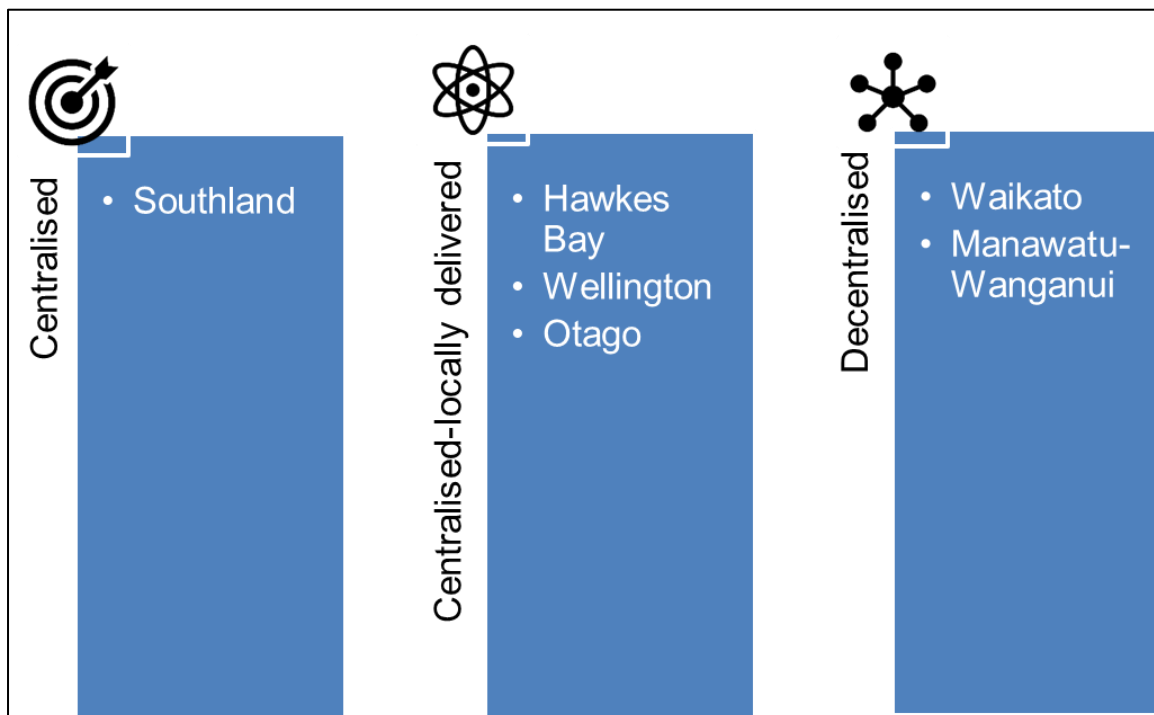 Centralised
• Southland
Centralised-locally delivered
• Hawkes
Bay
• Wellington
• Otago
Decentralised
• Waikato
• Manawatu-
Wanganui